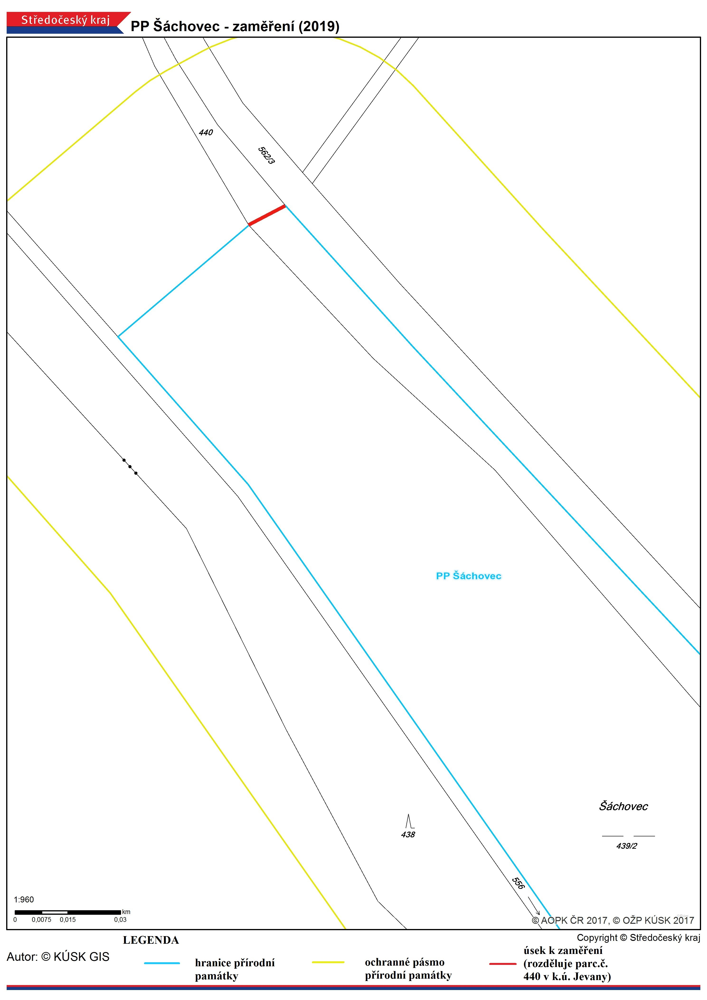 Středočeský kraj
PP Šáchovec - zaměření (2019)
440
562/3
PP Šáchovec
Šáchovec
438
439/2
556
1:960
km
0 0,0075 0,015 0,03
© AOPK ČR 2017, © OŽP KÚSK 2017
Copyright © Středočeský kraj
LEGENDA
Autor: © KÚSK GIS
hranice přírodní
památky
ochranné pásmo
přírodní památky
úsek k zaměření
(rozděluje parc.č.
440 v k.ú. Jevany)